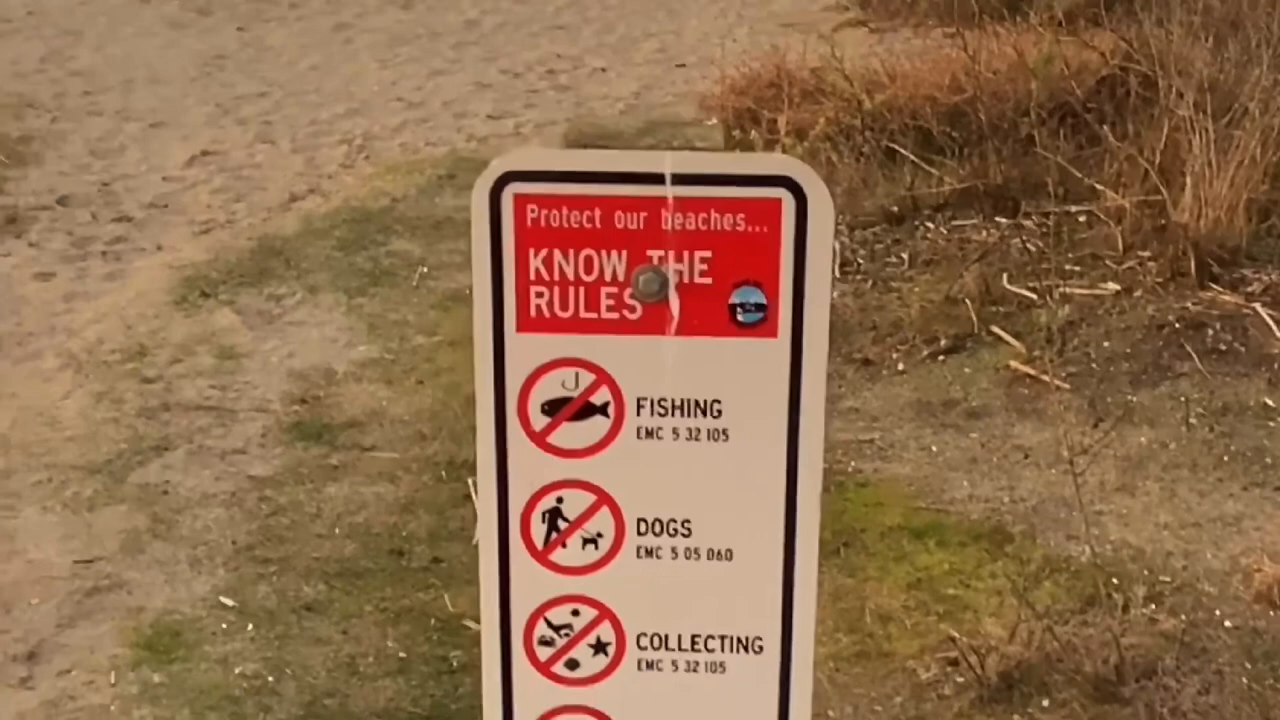 Protect our beaches...
KNOW THE
RULES
FISHING
EMC 5 32 105
DOGS
EMC 5 05 060
COLLECTING
EMC 5 32 105